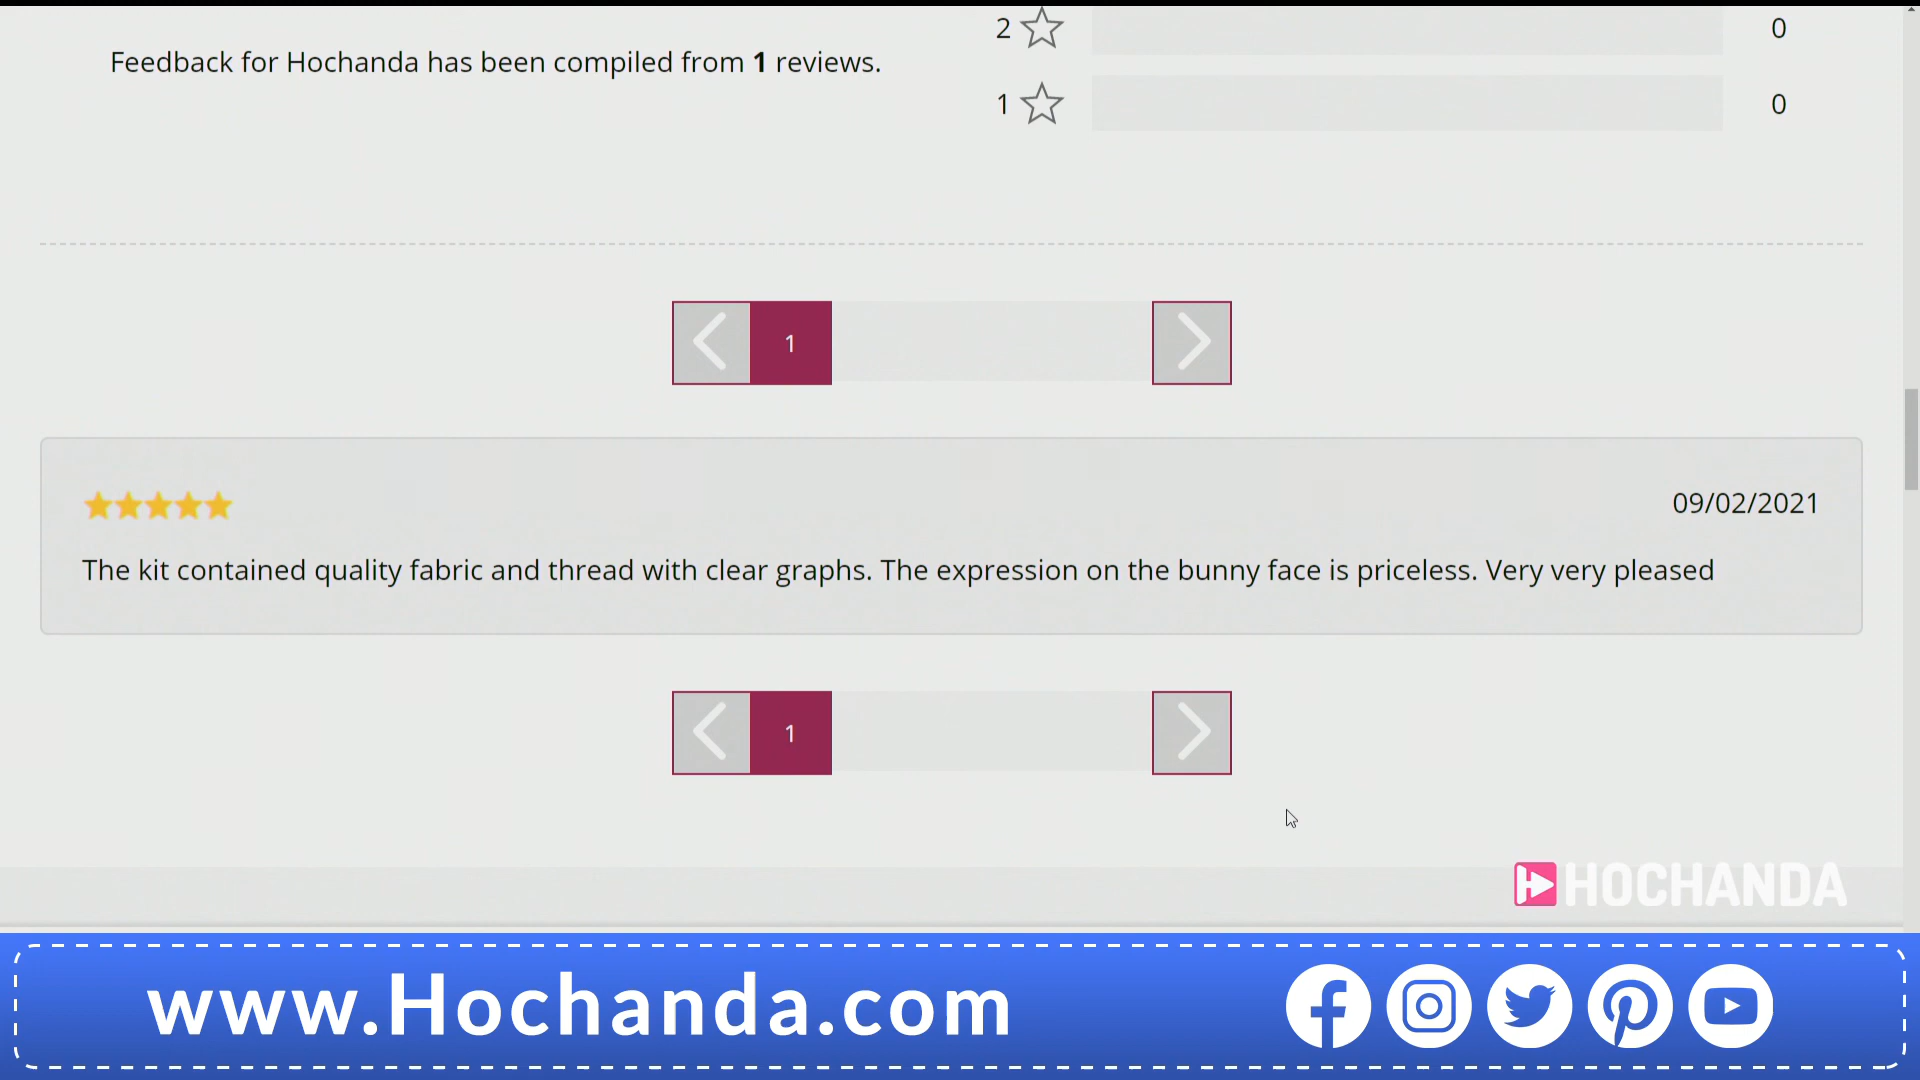 2 0
Feedback for Hochanda has been compiled from 1 reviews.
1 0
1
09/02/2021
The kit contained quality fabric and thread with clear graphs. The expression on the bunny face is priceless. Very very pleased
1
HOCHANDA
www.Hochanda.com